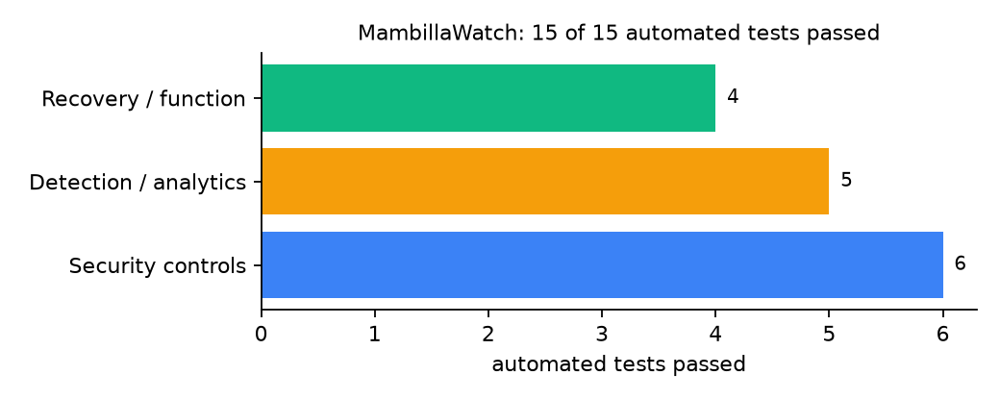 MambillaWatch: 15 of 15 automated tests passed
Recovery / function
4
Detection / analytics
5
Security controls
6
0 1 2 3 4 5 6
automated tests passed